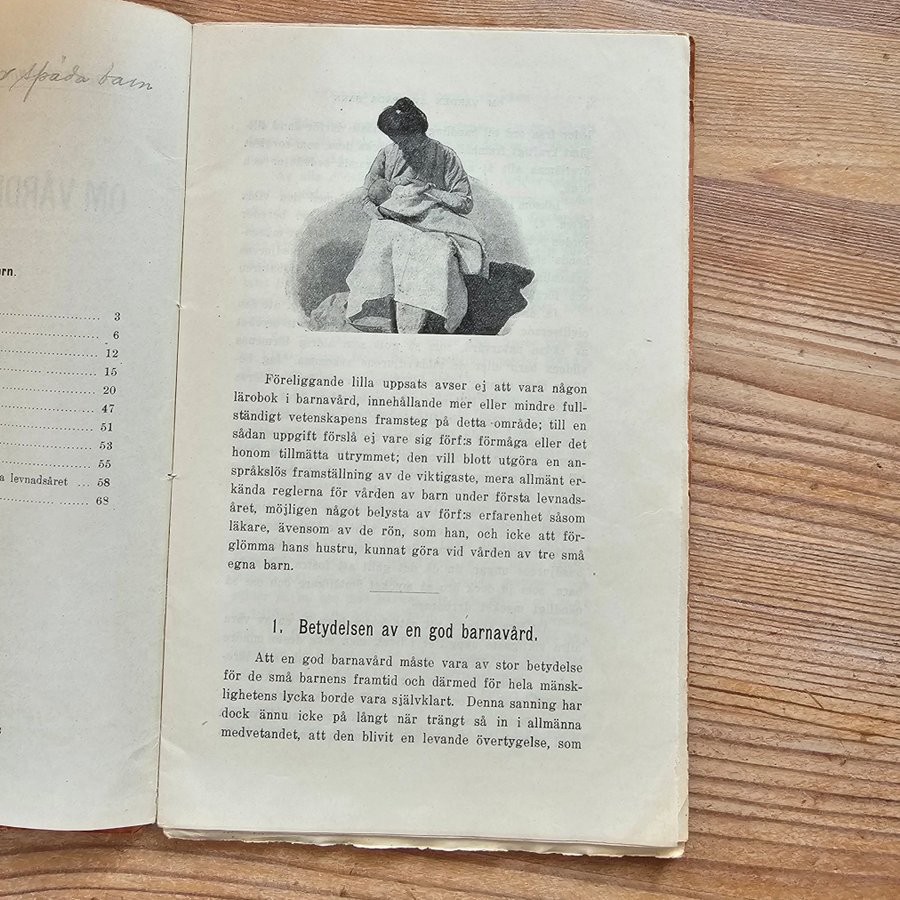 späda barn
OM VÅRDE
rn.
3
6
12
15
20
47
51
53
55
a levnadsåret ... 58
68
Föreliggande lilla uppsats avser ej att vara någon
lärobok i barnavård, innehållande mer eller mindre full-
ständigt vetenskapens framsteg på detta område; till en
sådan uppgift förslå ej vare sig förf:s förmåga eller det
honom tillmätta utrymmet; den vill blott utgöra en an-
språkslös framställning av de viktigaste, mera allmänt er-
kända reglerna för vården av barn under första levnads-
året, möjligen något belysta av förf:s erfarenhet såsom
läkare, ävensom av de rön, som han, och icke att för-
glömma hans hustru, kunnat göra vid vården av tre små
egna barn.
1. Betydelsen av en god barnavård.
Att en god barnavård måste vara av stor betydelse
för de små barnens framtid och därmed för hela mänsk-
lighetens lycka borde vara självklart. Denna sanning har
dock ännu icke på långt när trängt så in i allmänna
medvetandet, att den blivit en levande övertygelse, som